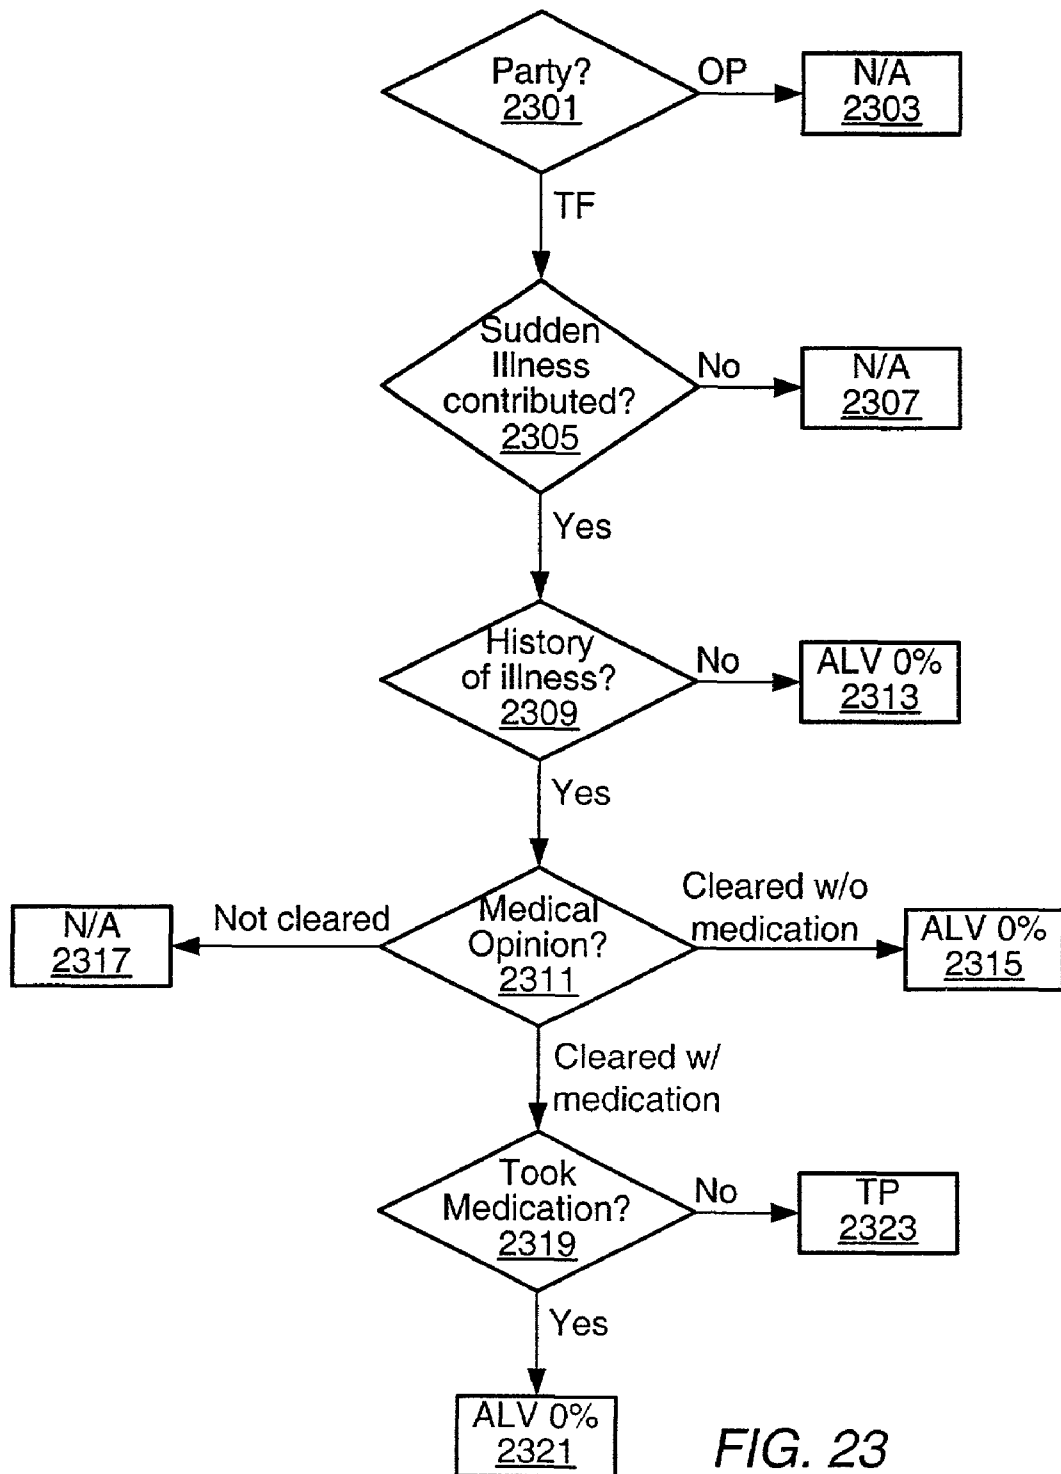 Party?
2301
OP
N/A
2303
TF
Sudden
Illness
contributed?
2305
No
N/A
2307
Yes
History
of illness?
2309
No
ALV 0%
2313
Yes
N/A
2317
Not cleared
Medical
Opinion?
2311
Cleared w/o
medication
ALV 0%
2315
Cleared w/
medication
Took
Medication?
2319
No
TP
2323
Yes
ALV 0%
2321
FIG. 23